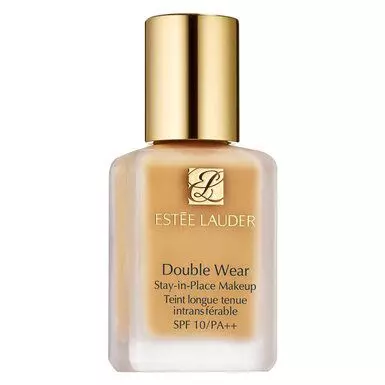 ESTĒE LAUDER
Double Wear
Stay-in-Place Makeup
Teint longue tenue
intransférable
SPF 10/PA++